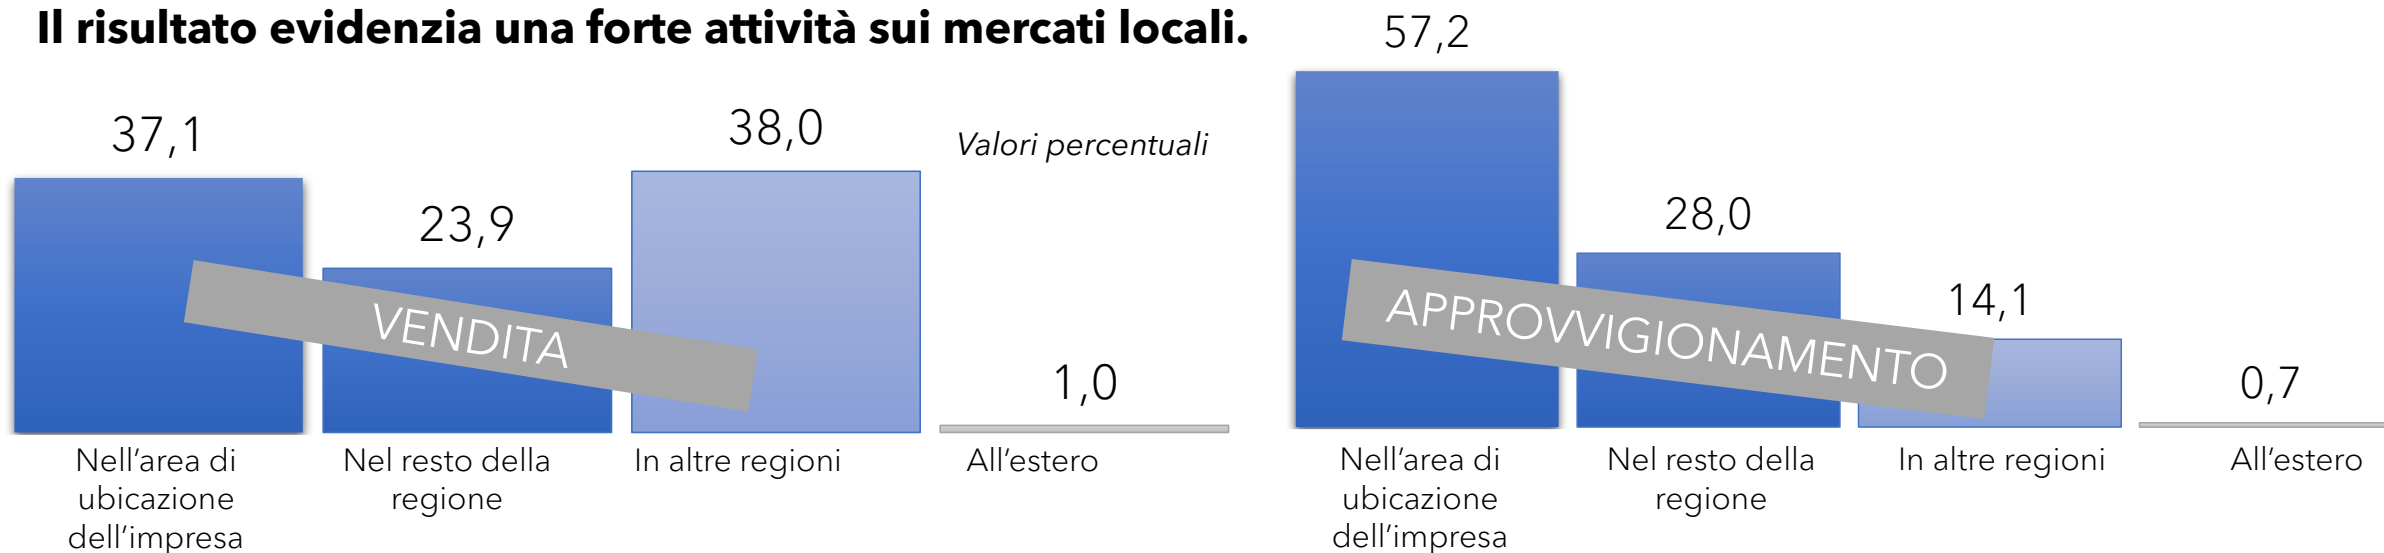 Il risultato evidenzia una forte attività sui mercati locali.
37,1
23,9
38,0
1,0
Valori percentuali
VENDITA
Nell'area di
ubicazione
dell'impresa
Nel resto della
regione
In altre regioni
All'estero
57,2
28,0
14,1
0,7
APPROVVIGIONAMENTO
Nell'area di
ubicazione
dell'impresa
Nel resto della
regione
In altre regioni
All'estero